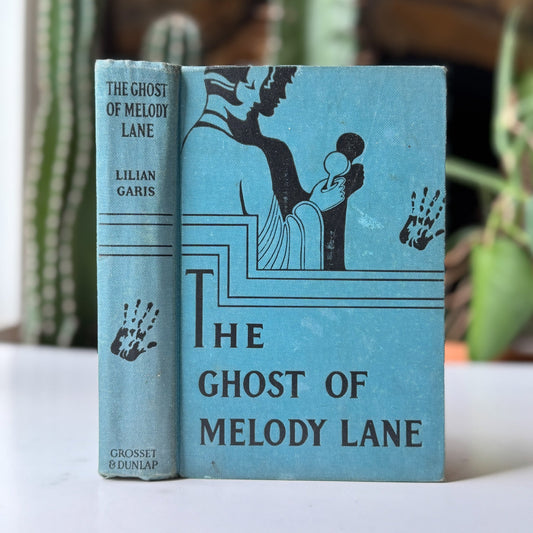 THE GHOST
OF MELODY
LANE
LILIAN
GARIS
GROSSET
& DUNLAP
THE
GHOST OF
MELODY LANE